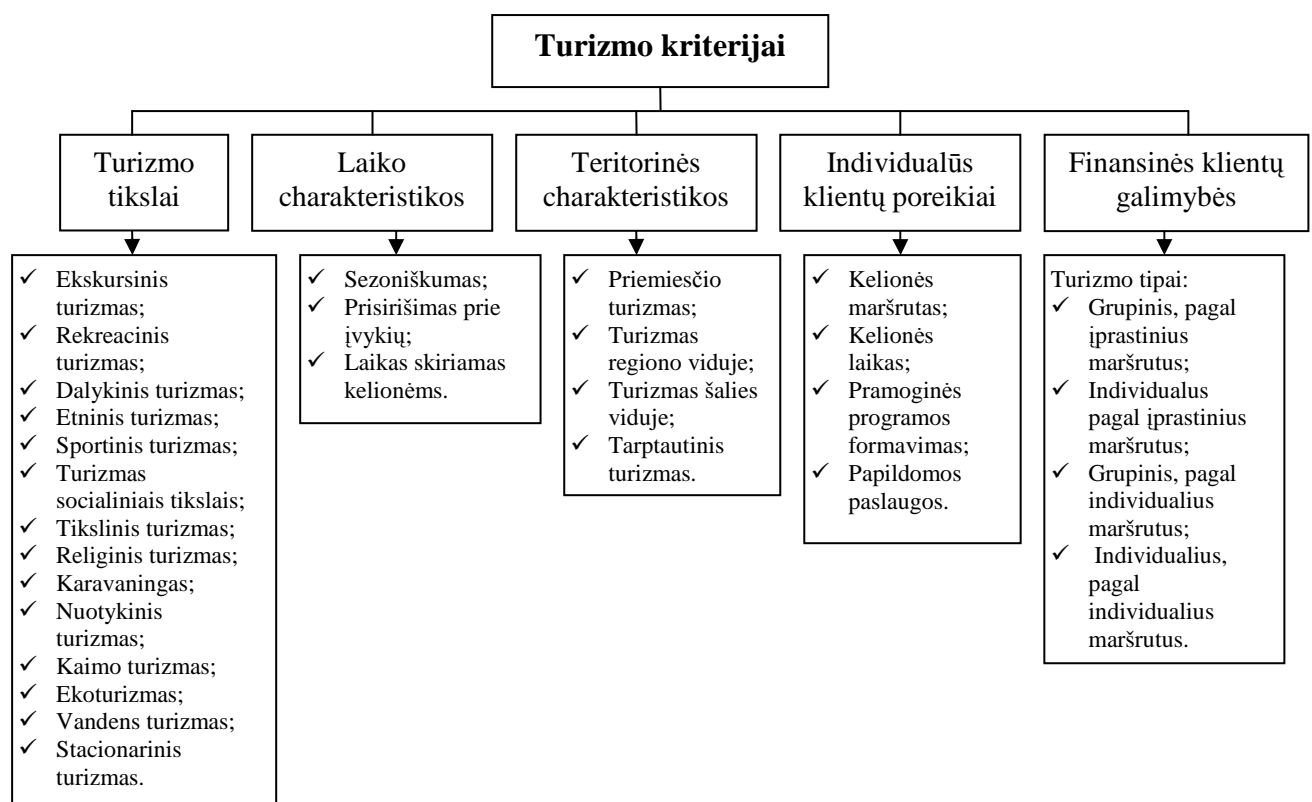 Turizmo kriterijai
Turizmo
tikslai
Laiko
charakteristikos
Teritorinės
charakteristikos
Individualūs
klientų poreikiai
Finansinės klientų
galimybės
✓ Ekskursinis
turizmas;
✓ Rekreacinis
turizmas;
✓ Dalykinis turizmas;
✓ Etninis turizmas;
✓ Sportinis turizmas;
✓ Turizmas
socialiniais tikslais;
✓ Tikslinis turizmas;
✓ Religinis turizmas;
✓ Karavaningas;
✓ Nuotykinis
turizmas;
✓ Kaimo turizmas;
✓ Ekoturizmas;
✓ Vandens turizmas;
✓ Stacionarinis
turizmas.
✓ Sezoniškumas;
✓ Prisirišimas prie
įvykių;
✓ Laikas skiriamas
kelionėms.
✓ Priemiesčio
turizmas;
✓ Turizmas
regiono viduje;
✓ Turizmas šalies
viduje;
✓ Tarptautinis
turizmas.
✓ Kelionės
maršrutas;
✓ Kelionės
laikas;
✓ Pramoginės
programos
formavimas;
✓ Papildomos
paslaugos.
Turizmo tipai:
✓ Grupinis, pagal
įprastinius
maršrutus;
✓ Individualus
pagal įprastinius
maršrutus;
✓ Grupinis, pagal
individualius
maršrutus;
✓ Individualius,
pagal
individualius
maršrutus.